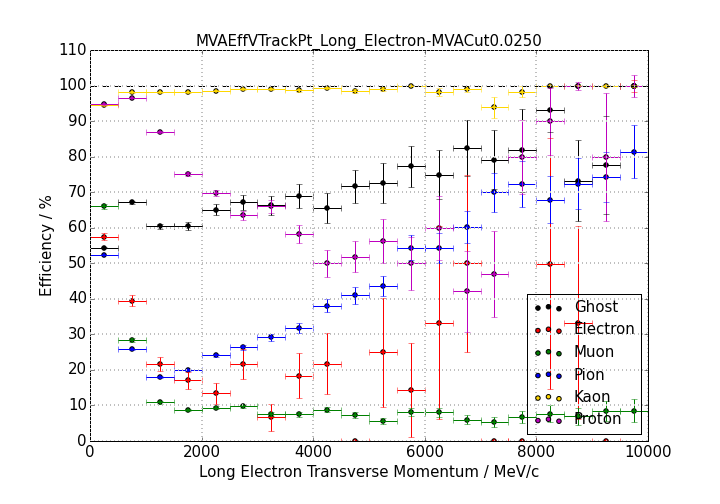 MVAEffVTrackPt_Long_Electron-MVACut0.0250
Efficiency / %
110
100
90
80
70
60
50
40
30
20
10
0
0 2000 4000 6000 8000 10000
Long Electron Transverse Momentum / MeV/c
Ghost
Electron
Muon
Pion
Kaon
Proton